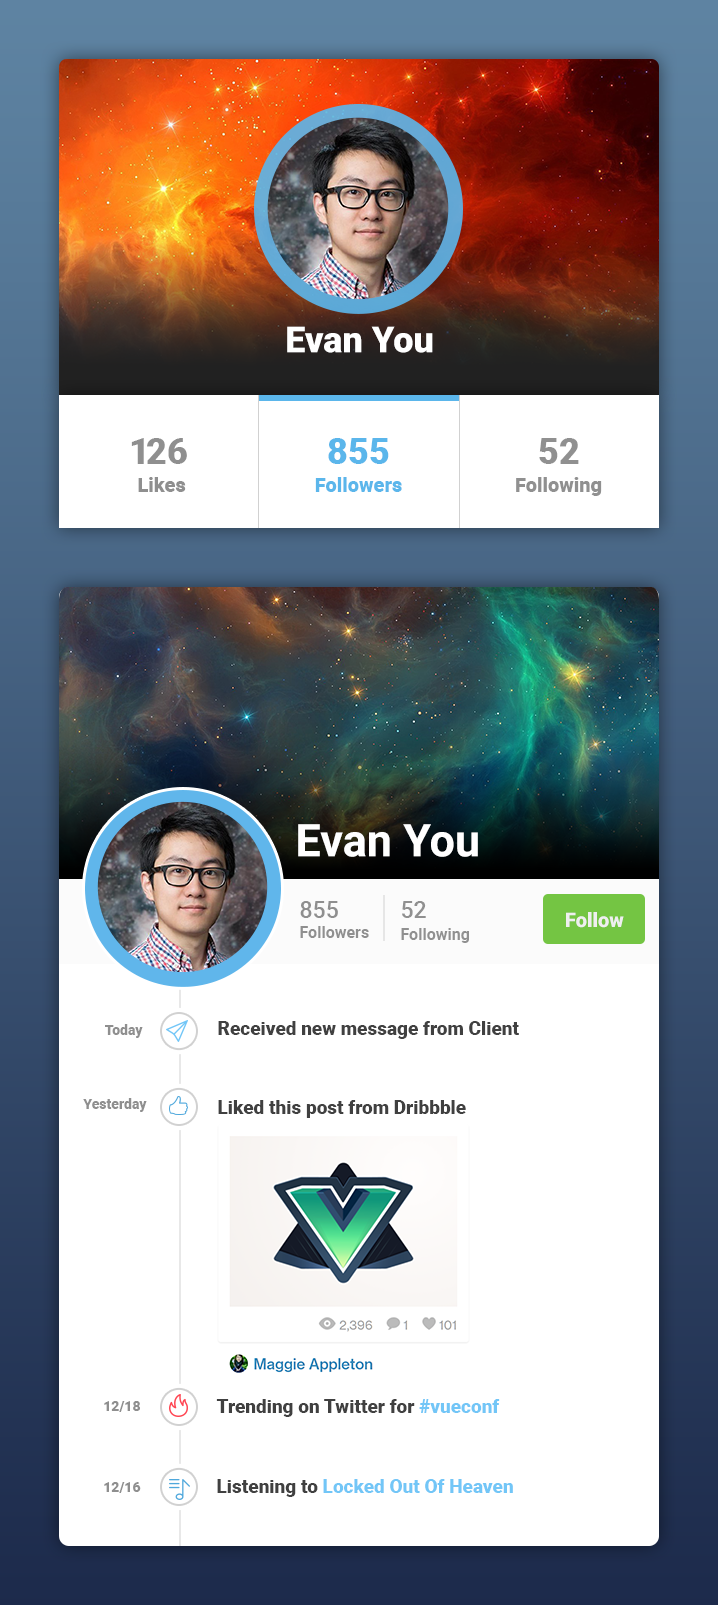 Evan You
126
Likes
855
Followers
52
Following
Evan You
855
Followers
52
Following
Follow
Today
Received new message from Client
Yesterday
Liked this post from Dribbble
2,396 1 101
Maggie Appleton
12/18
Trending on Twitter for #vueconf
12/16
Listening to Locked Out Of Heaven